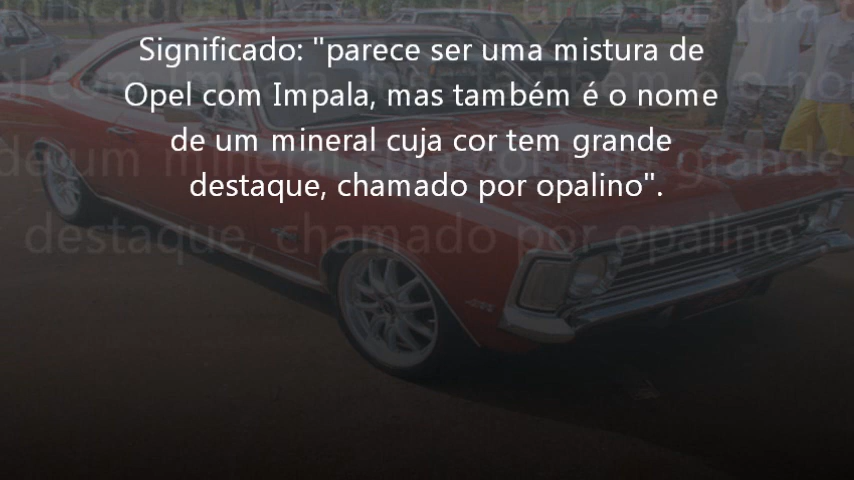 Significado: "parece ser uma mistura de
Opel com Impala, mas também é o nome
de um mineral cuja cor tem grande
destaque, chamado por opalino".